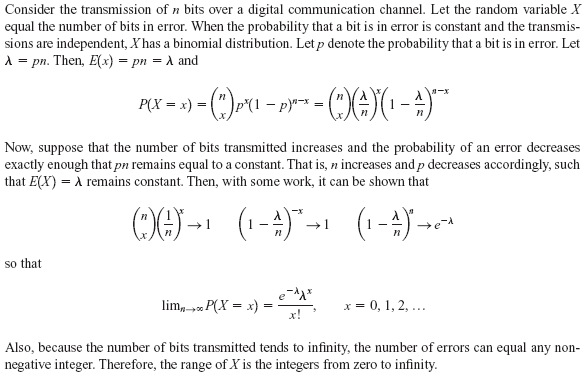 Consider the transmission of n bits over a digital communication channel. Let the random variable X
equal the number of bits in error. When the probability that a bit is in error is constant and the transmis-
sions are independent, X has a binomial distribution. Let p denote the probability that a bit is in error. Let
λ = pn. Then, E(x) = pn = λ and
P(X = x) = (n x) pˣ(1 − p)ⁿ⁻ˣ = (n x)(λ/n)ˣ(1 − λ/n)ⁿ⁻ˣ
Now, suppose that the number of bits transmitted increases and the probability of an error decreases
exactly enough that pn remains equal to a constant. That is, n increases and p decreases accordingly, such
that E(X) = λ remains constant. Then, with some work, it can be shown that
(n x)(1/n)ˣ → 1 (1 − λ/n)⁻ˣ → 1 (1 − λ/n)ⁿ → e^−λ
so that
limₙ→∞ P(X = x) = e^−λ λˣ / x! , x = 0, 1, 2, …
Also, because the number of bits transmitted tends to infinity, the number of errors can equal any non-
negative integer. Therefore, the range of X is the integers from zero to infinity.